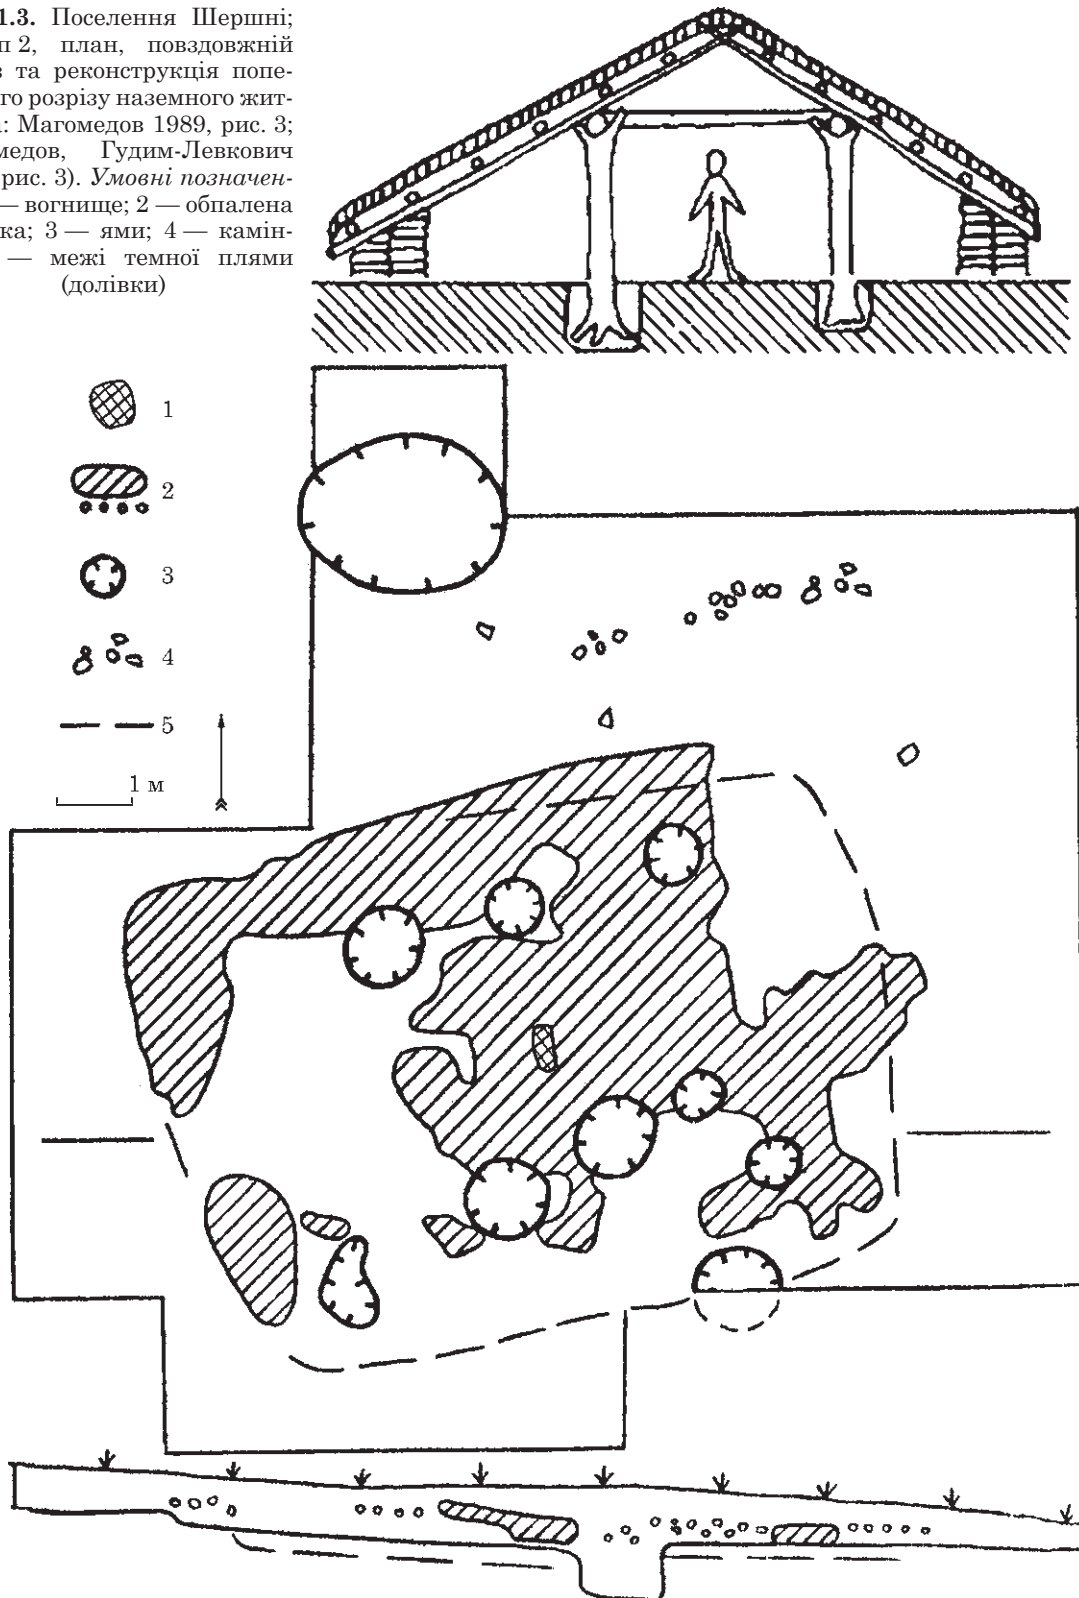 1.3. Поселення Шершні;
п 2, план, повздовжній
з та реконструкція попе-
го розрізу наземного жит-
а: Магомедов 1989, рис. 3;
медов, Гудим-Левкович
рис. 3). Умовні позначен-
— вогнище; 2 — обпалена
ка; 3 — ями; 4 — камін-
— межі темної плями
(долівки)
1
2
3
4
5
1 м